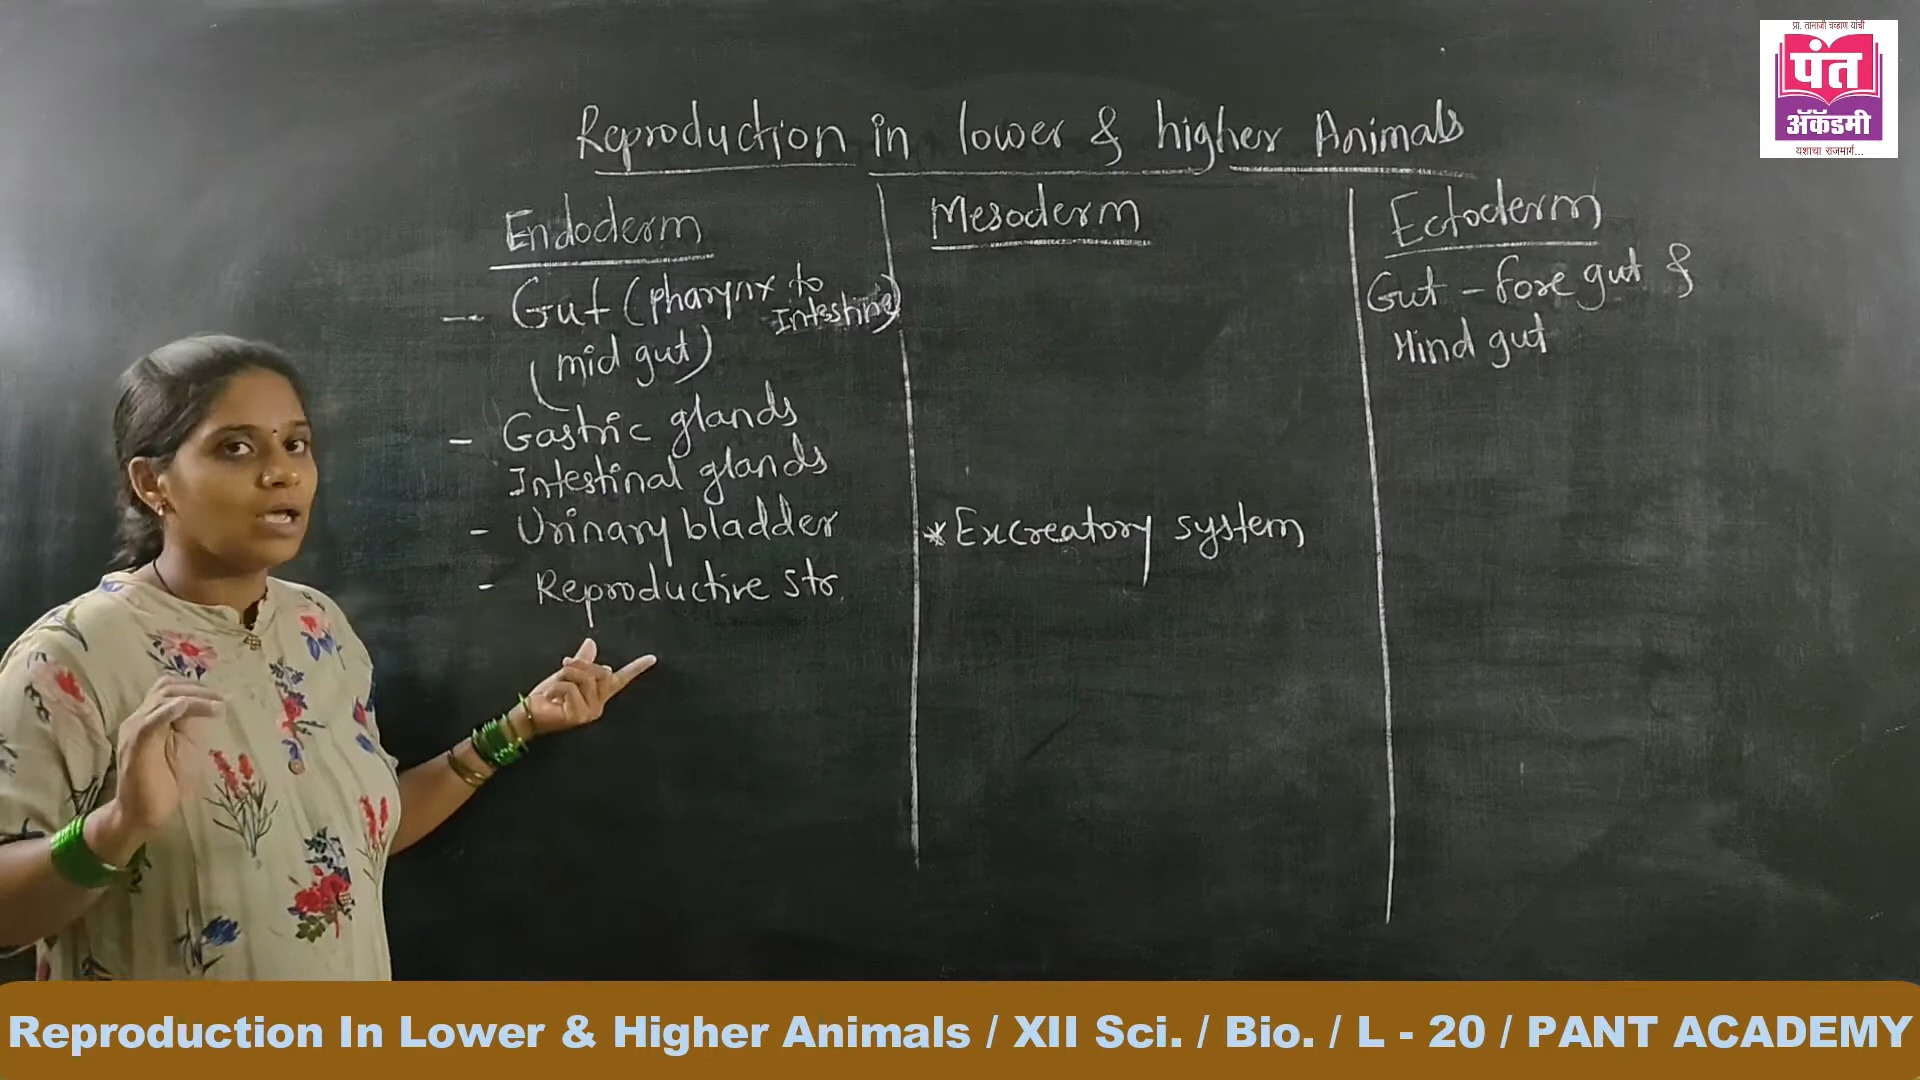 प्रा. तानाजी चव्हाण यांची
पंत
अ‍ॅकॅडमी
यशाचा राजमार्ग...
Reproduction in lower & higher Animals
Endoderm
-- Gut (pharynx to Intestine)
(mid gut)
- Gastric glands
Intestinal glands
- Urinary bladder
- Reproductive str.
Mesoderm
* Excreatory system
Ectoderm
Gut - fore gut &
Hind gut
Reproduction In Lower & Higher Animals / XII Sci. / Bio. / L - 20 / PANT ACADEMY